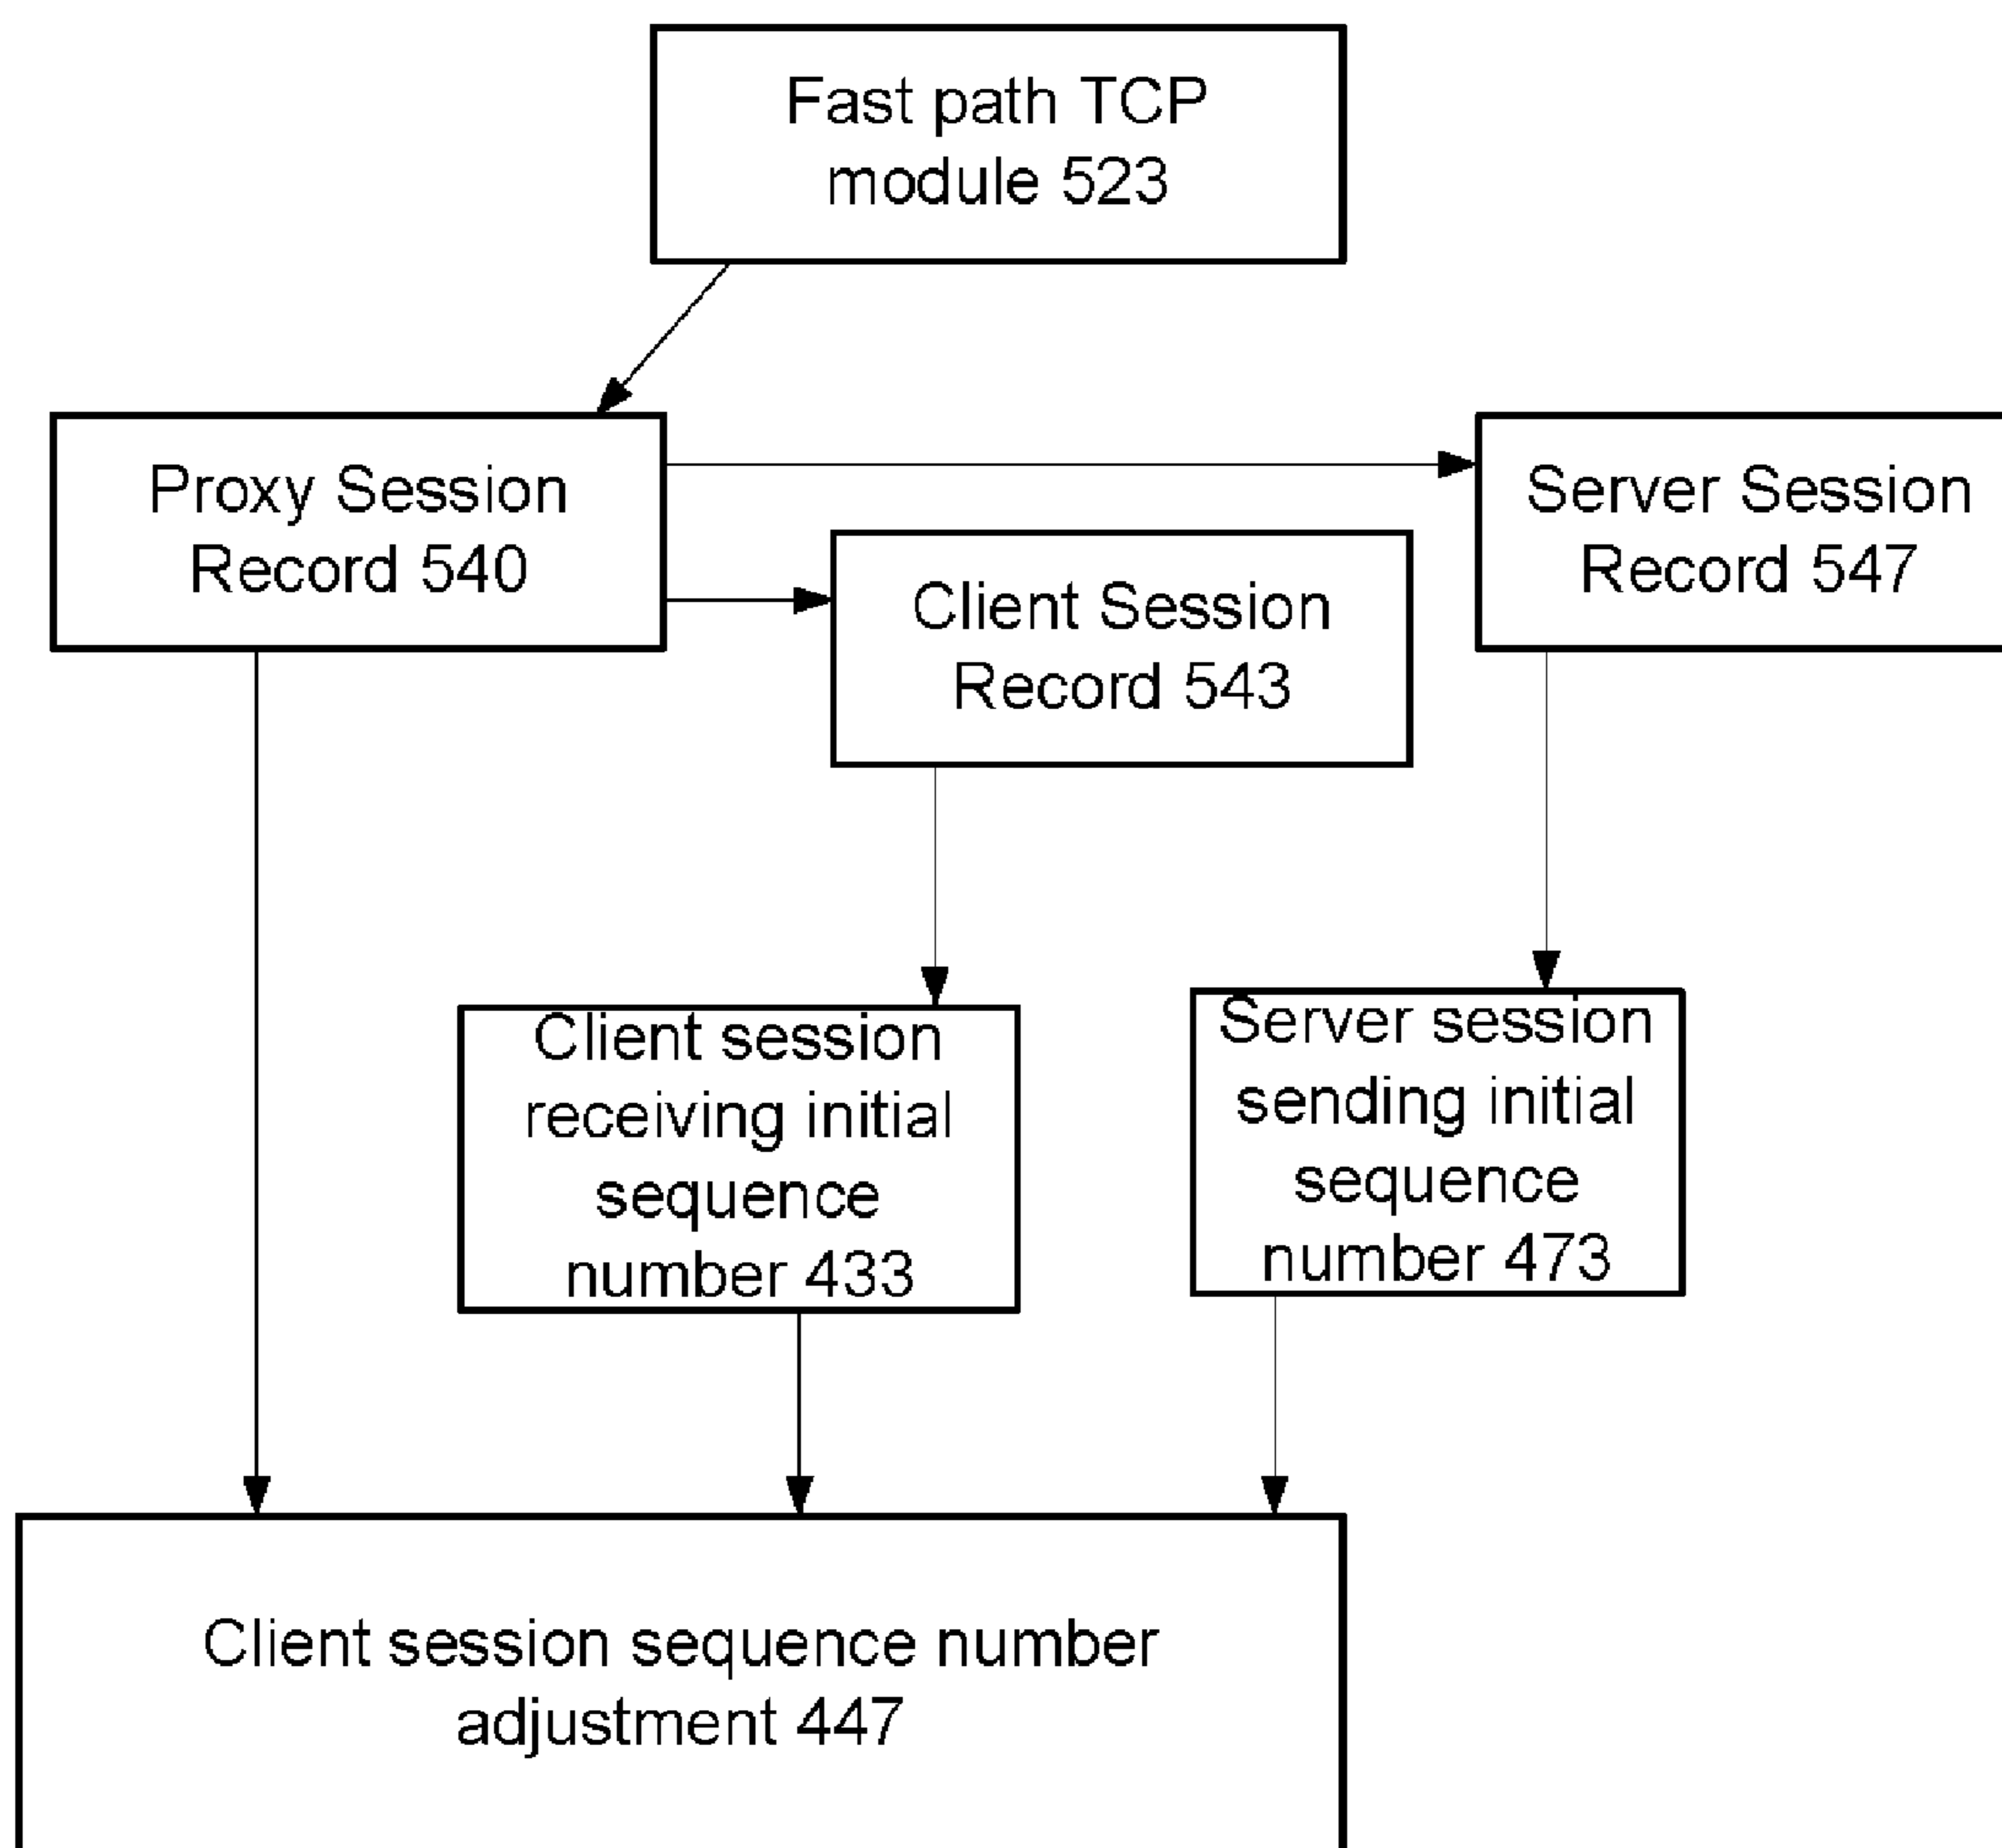 Fast path TCP
module 523
Proxy Session
Record 540
Server Session
Record 547
Client Session
Record 543
Client session
receiving initial
sequence
number 433
Server session
sending initial
sequence
number 473
Client session sequence number
adjustment 447